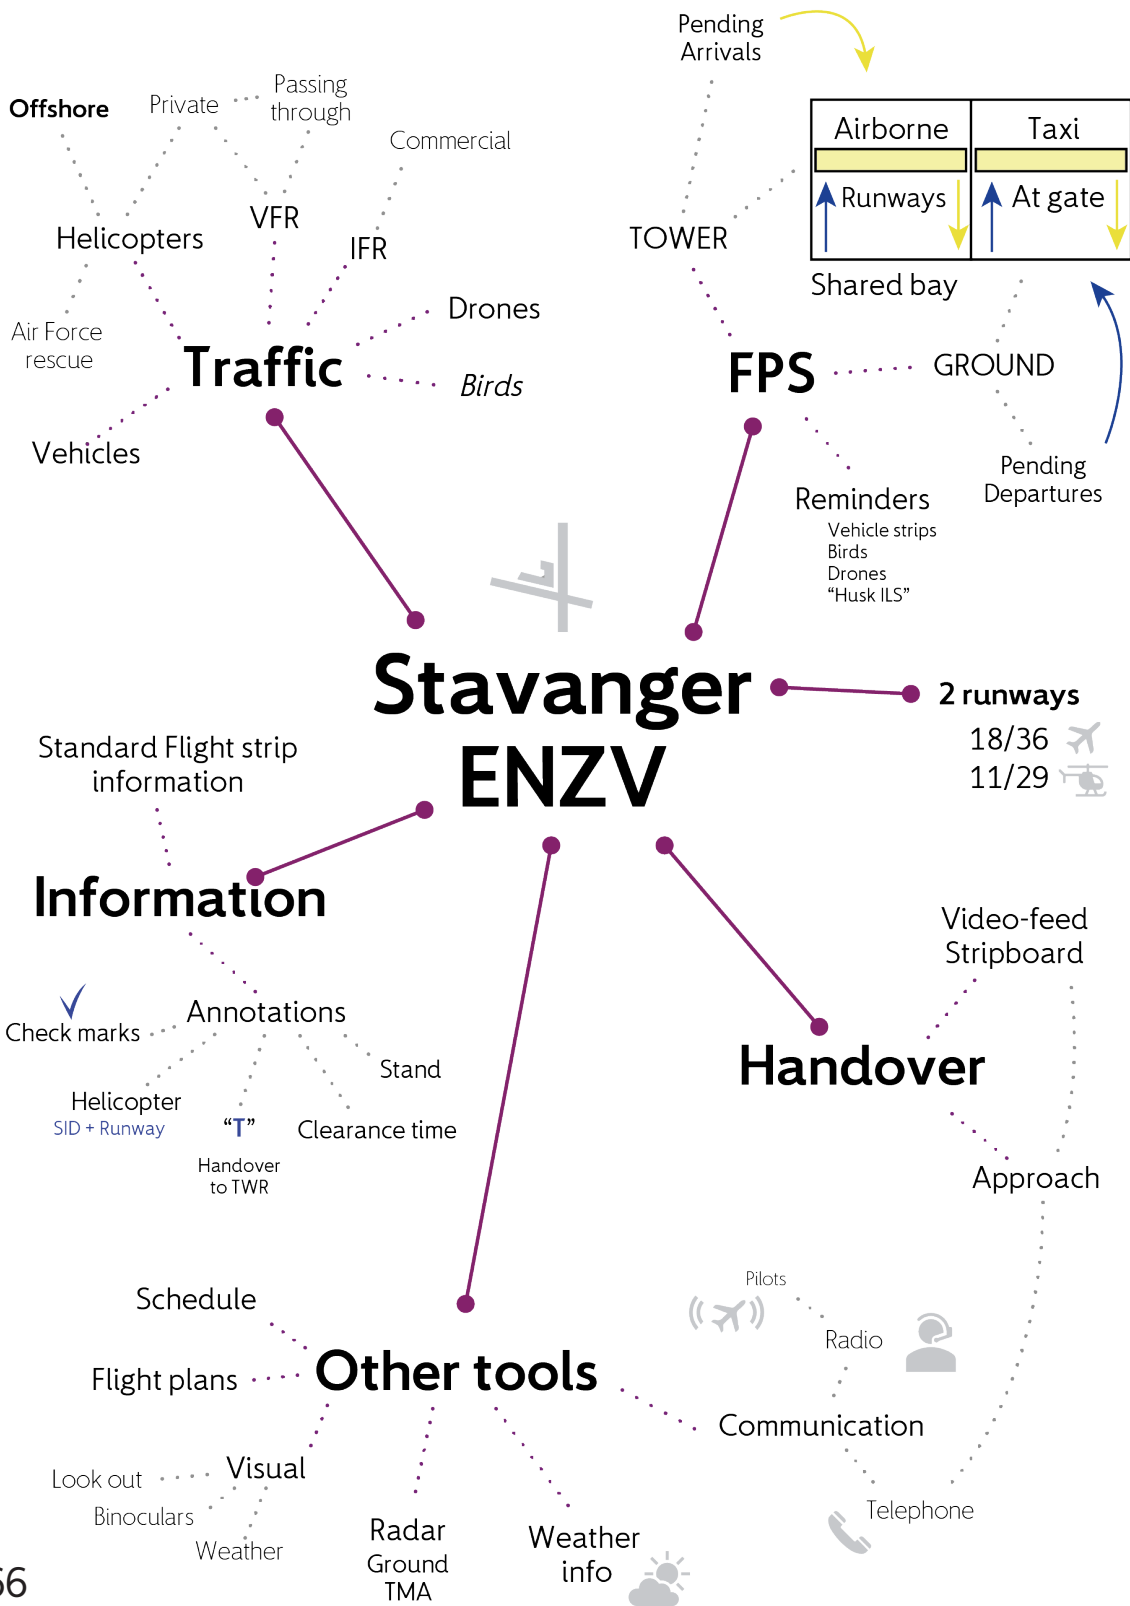 Pending
Arrivals
Offshore
Private
Passing
through
Commercial
Airborne
Taxi
Runways
At gate
VFR
Helicopters
IFR
TOWER
Shared bay
Drones
Air Force
rescue
Traffic
Birds
FPS
GROUND
Vehicles
Pending
Departures
Reminders
Vehicle strips
Birds
Drones
“Husk ILS”
Stavanger
ENZV
2 runways
18/36
11/29
Standard Flight strip
information
Information
Annotations
Check marks
Stand
Helicopter
SID + Runway
“T”
Handover
to TWR
Clearance time
Video-feed
Stripboard
Handover
Approach
Schedule
Other tools
Flight plans
Visual
Look out
Binoculars
Weather
Radar
Ground
TMA
Weather
info
Pilots
Radio
Communication
Telephone